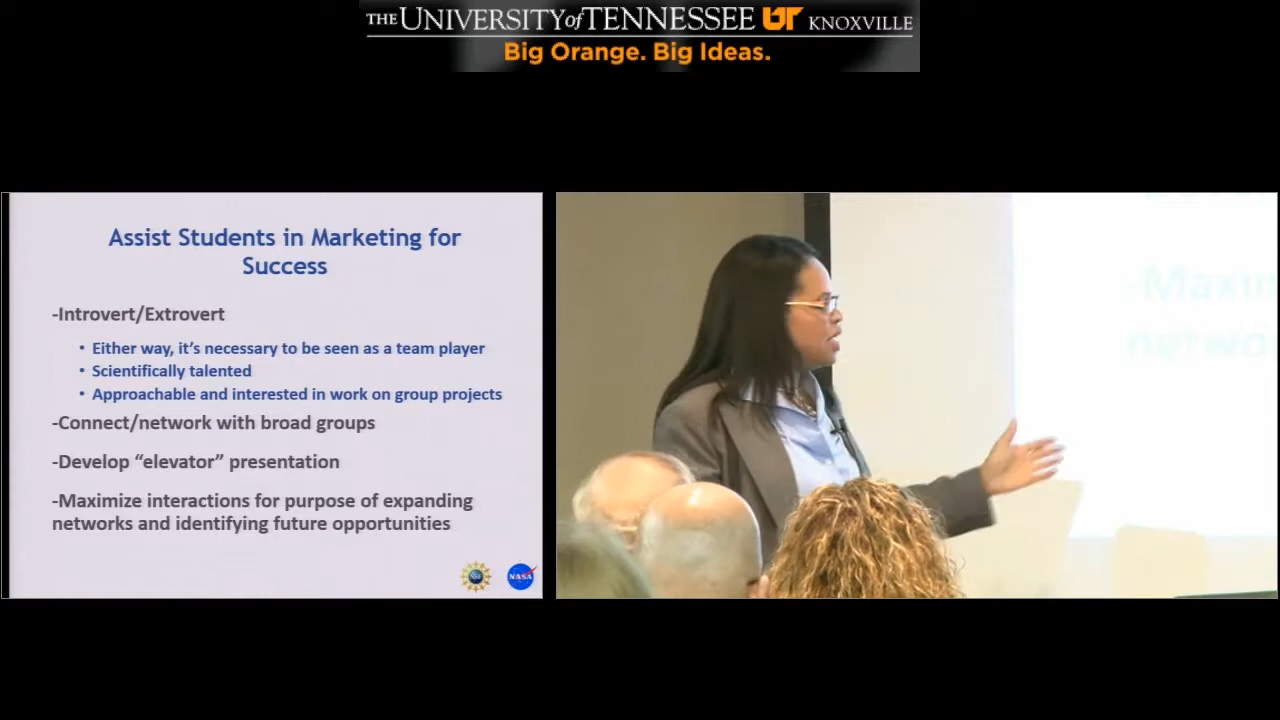 THE UNIVERSITY of TENNESSEE UT KNOXVILLE
Big Orange. Big Ideas.
Assist Students in Marketing for
Success
-Introvert/Extrovert
• Either way, it's necessary to be seen as a team player
• Scientifically talented
• Approachable and interested in work on group projects
-Connect/network with broad groups
-Develop “elevator” presentation
-Maximize interactions for purpose of expanding
networks and identifying future opportunities
NSF
NASA
-Maxim
netwo